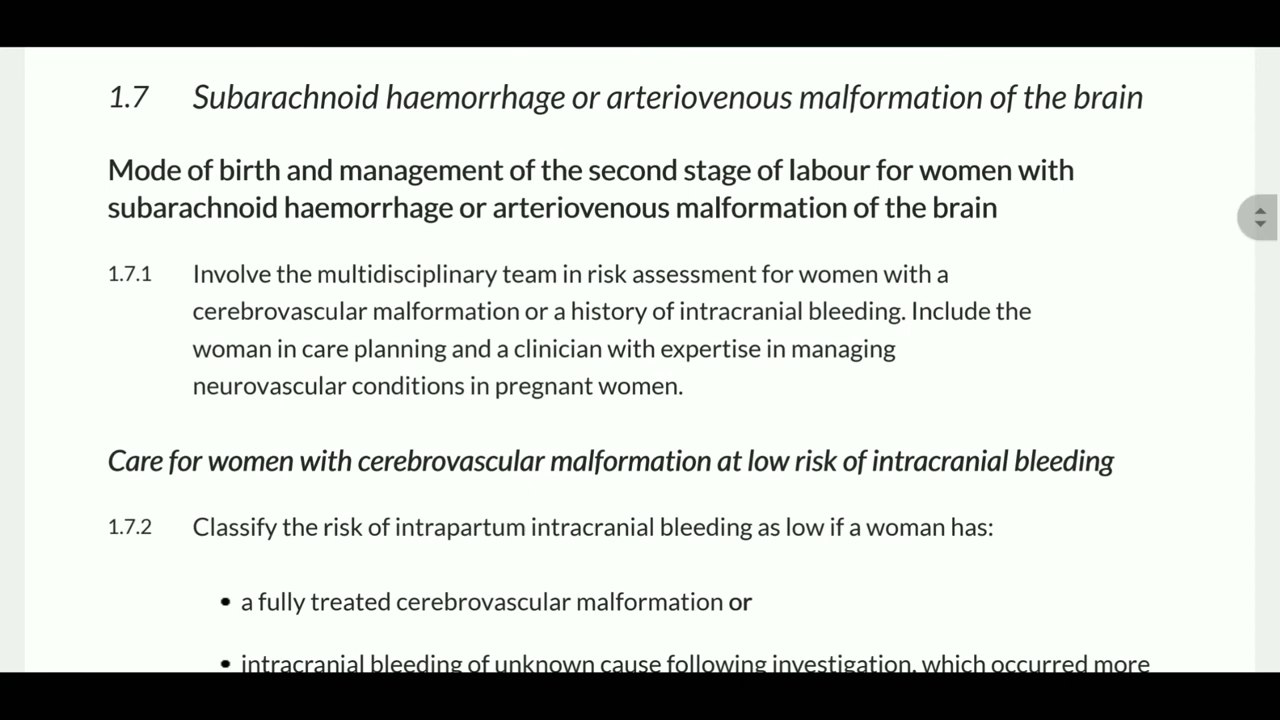 1.7 Subarachnoid haemorrhage or arteriovenous malformation of the brain
Mode of birth and management of the second stage of labour for women with
subarachnoid haemorrhage or arteriovenous malformation of the brain
1.7.1 Involve the multidisciplinary team in risk assessment for women with a
cerebrovascular malformation or a history of intracranial bleeding. Include the
woman in care planning and a clinician with expertise in managing
neurovascular conditions in pregnant women.
Care for women with cerebrovascular malformation at low risk of intracranial bleeding
1.7.2 Classify the risk of intrapartum intracranial bleeding as low if a woman has:
• a fully treated cerebrovascular malformation or
• intracranial bleeding of unknown cause following investigation, which occurred more